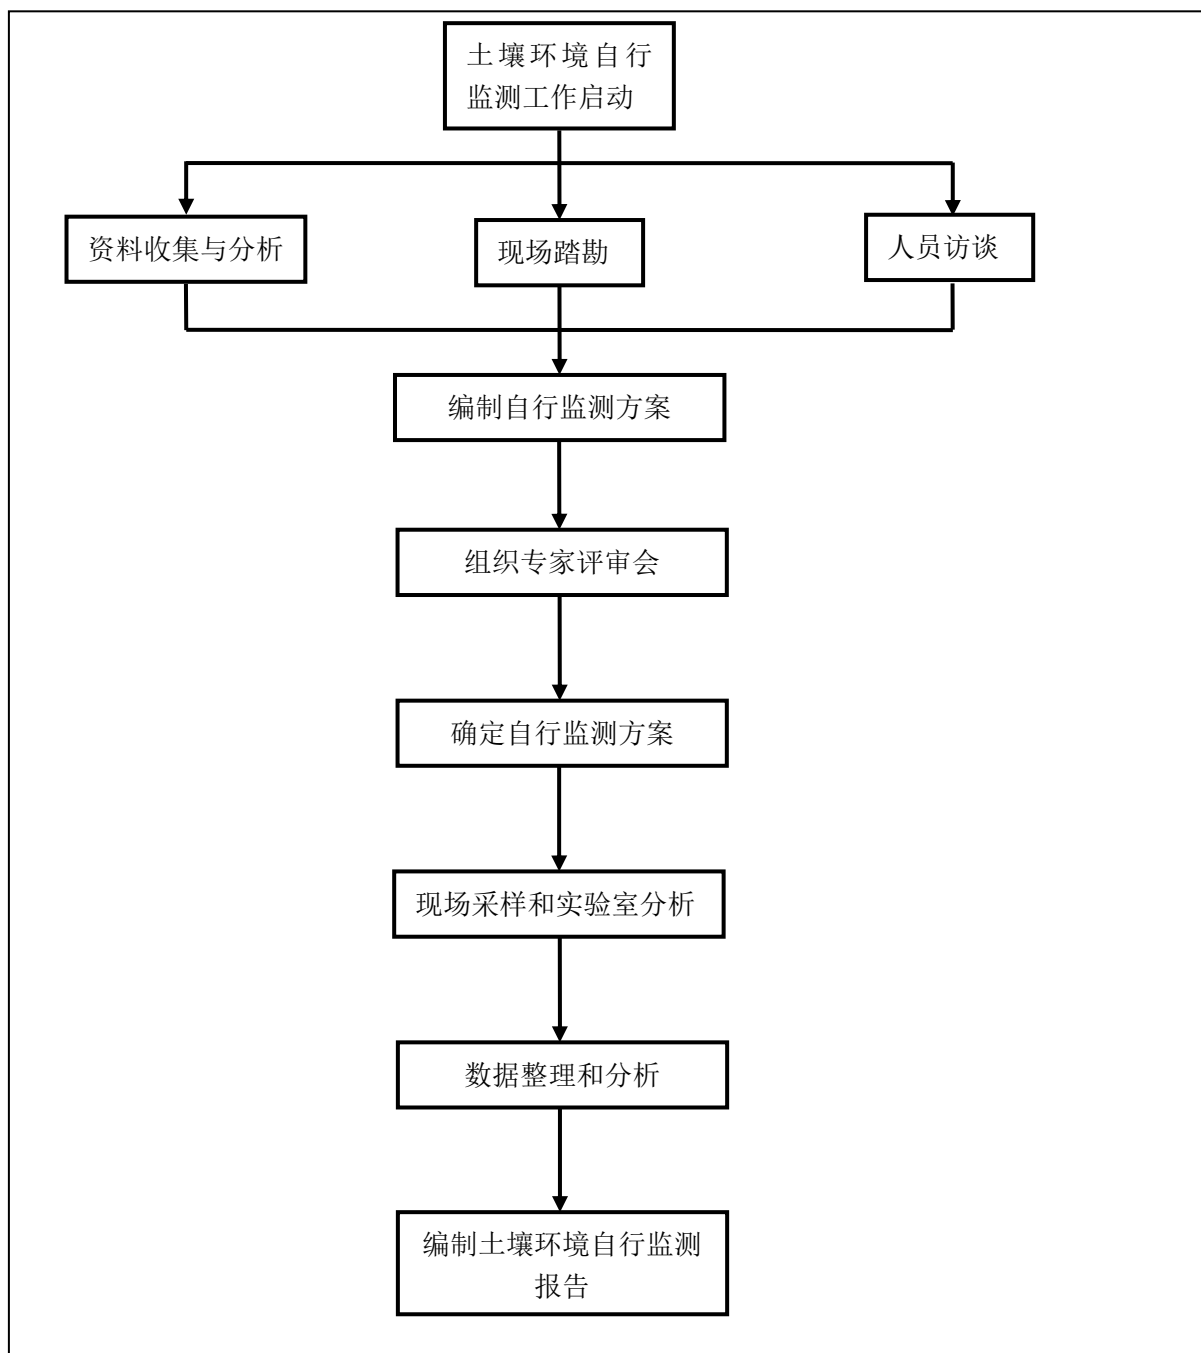 土壤环境自行
监测工作启动
资料收集与分析
现场踏勘
人员访谈
编制自行监测方案
组织专家评审会
确定自行监测方案
现场采样和实验室分析
数据整理和分析
编制土壤环境自行监测
报告